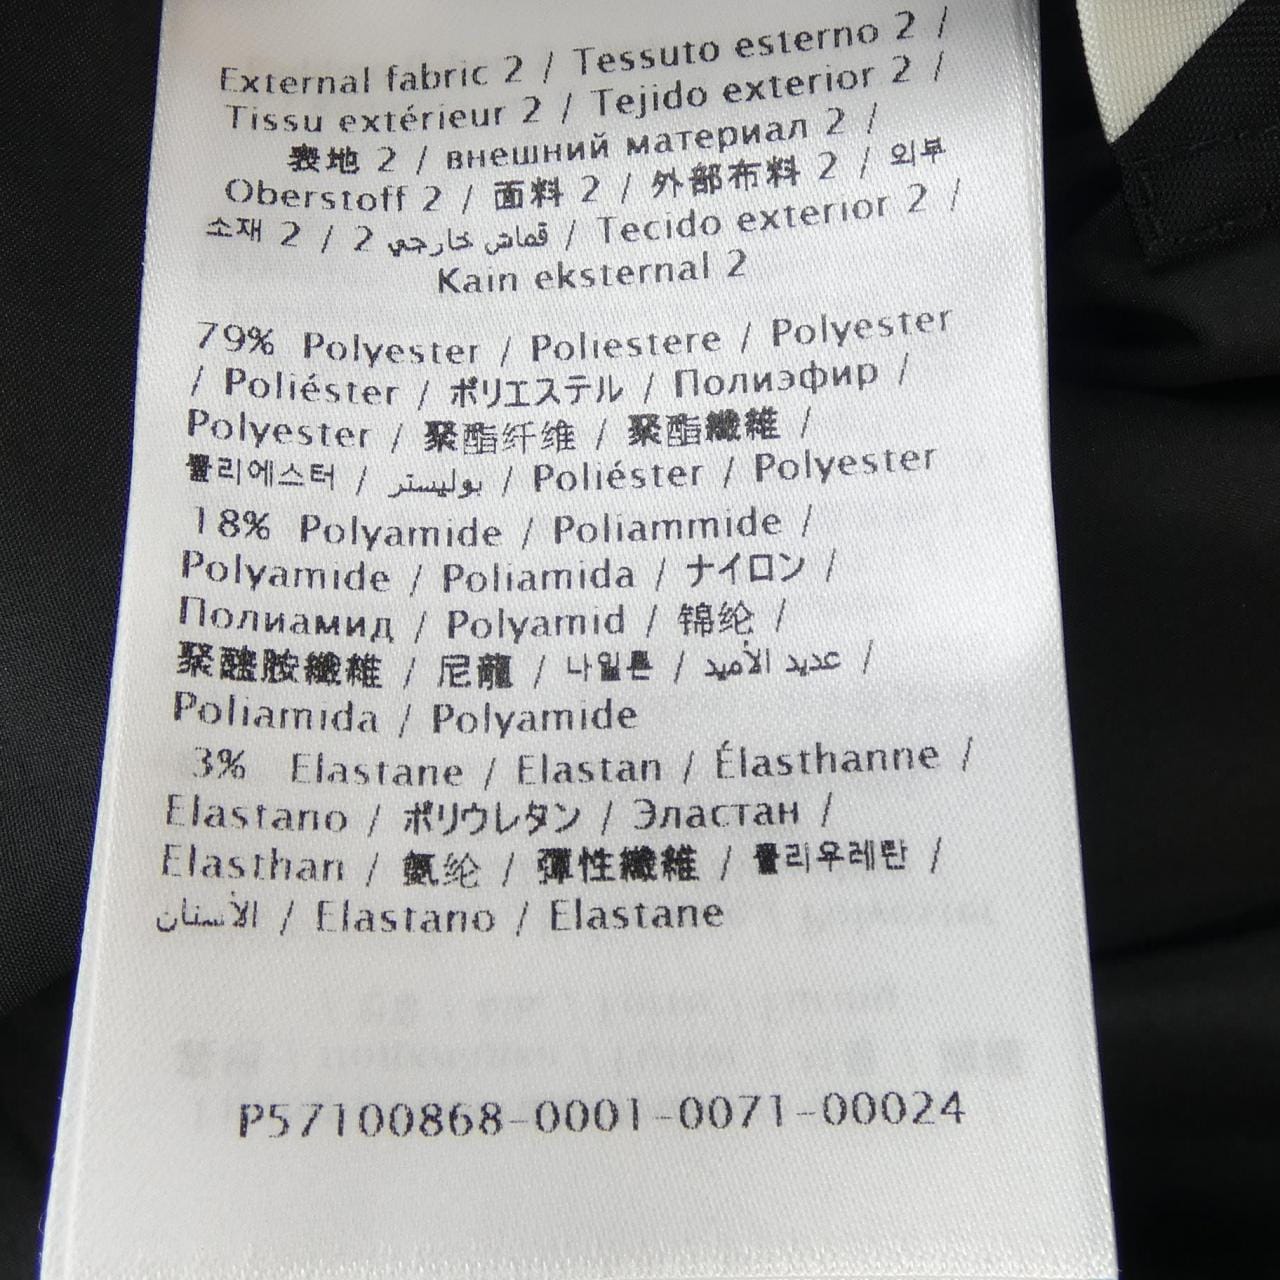 External fabric 2 / Tessuto esterno 2 /
Tissu extérieur 2 / Tejido exterior 2 /
表地 2 / внешний материал 2 /
Oberstoff 2 / 面料 2 / 外部布料 2 / 외부
소재 2 / 2 قماش خارجي / Tecido exterior 2 /
Kain eksternal 2
79% Polyester / Poliestere / Polyester
/ Poliéster / ポリエステル / Полиэфир /
Polyester / 聚酯纤维 / 聚酯纖維 /
폴리에스터 / بوليستر / Poliéster / Polyester
18% Polyamide / Poliammide /
Polyamide / Poliamida / ナイロン /
Полиамид / Polyamid / 锦纶 /
聚醯胺纖維 / 尼龍 / 나일론 / عديد الأميد /
Poliamida / Polyamide
3% Elastane / Elastan / Élasthanne /
Elastano / ポリウレタン / Эластан /
Elasthan / 氨纶 / 彈性纖維 / 폴리우레탄 /
الأستان / Elastano / Elastane
P57100868-0001-0071-00024